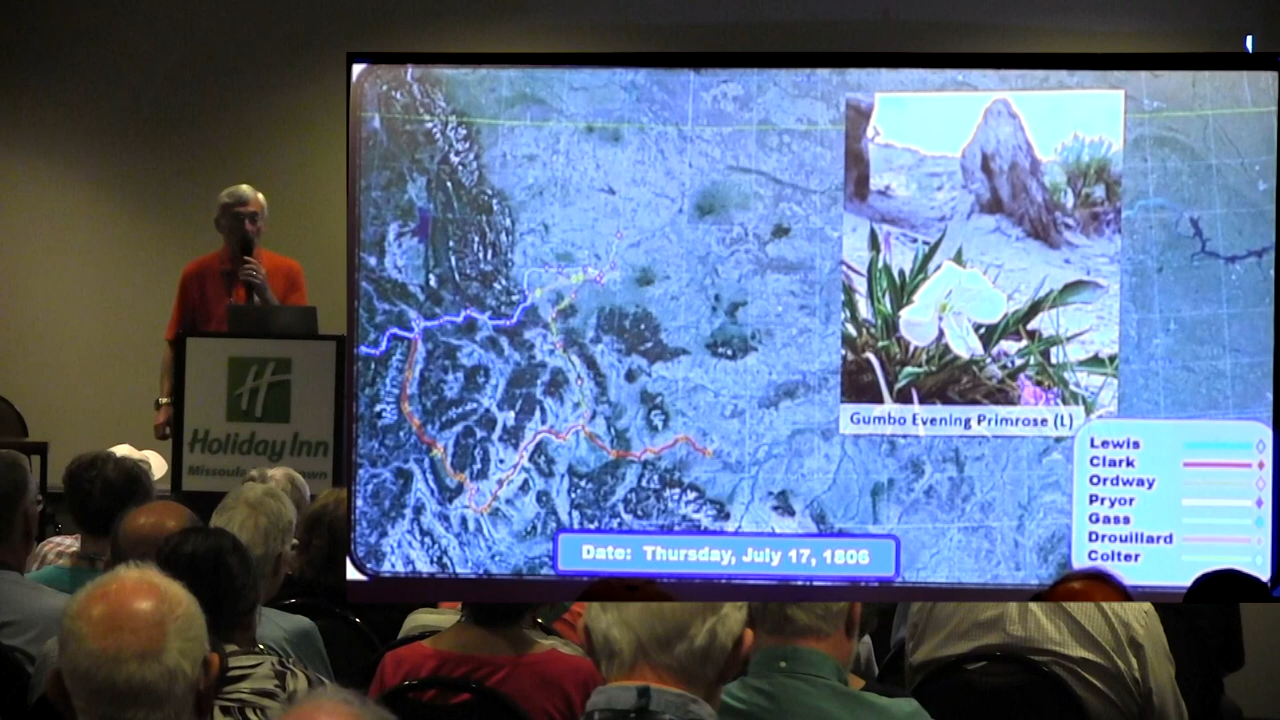 H
Holiday Inn
Gumbo Evening Primrose (L)
Lewis
Clark
Ordway
Pryor
Gass
Drouillard
Colter
Date: Thursday, July 17, 1806